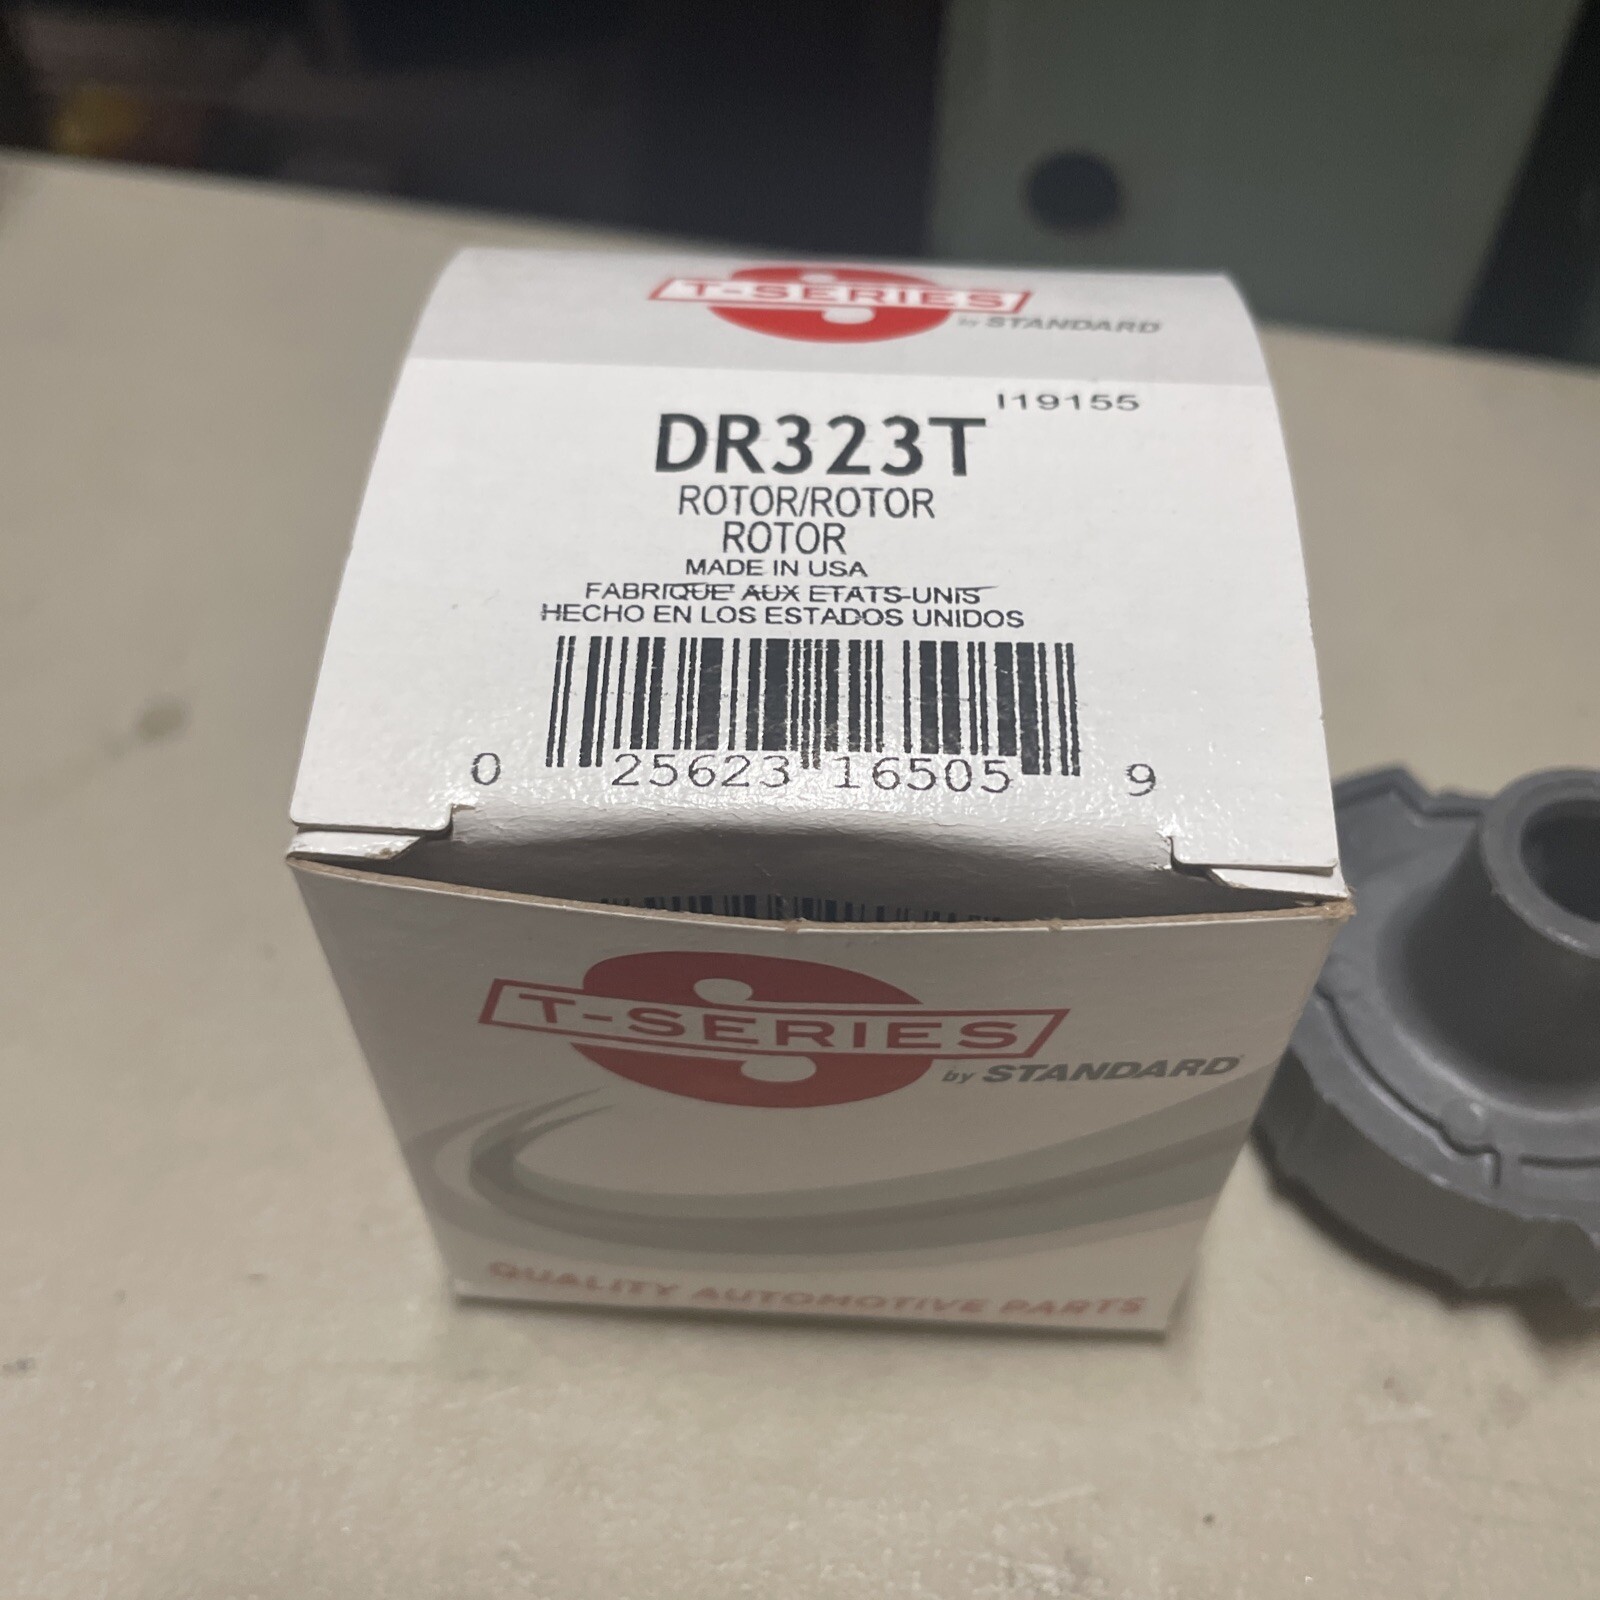 T-SERIES
by STANDARD
I19155
DR323T
ROTOR/ROTOR
ROTOR
MADE IN USA
FABRIQUE' AUX ETATS-UNIS
HECHO EN LOS ESTADOS UNIDOS
0 25623 16505 9
T-SERIES
by STANDARD
QUALITY AUTOMOTIVE PARTS